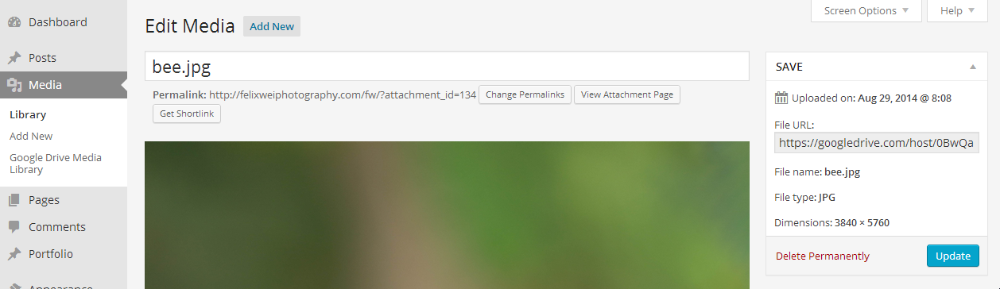 Dashboard
Posts
Media
Library
Add New
Google Drive Media
Library
Pages
Comments
Portfolio
Appearance
Screen Options
Help
Edit Media Add New
bee.jpg
Permalink: http://felixweiphotography.com/fw/?attachment_id=134 Change Permalinks View Attachment Page
Get Shortlink
SAVE
Uploaded on: Aug 29, 2014 @ 8:08
File URL:
https://googledrive.com/host/0BwQa
File name: bee.jpg
File type: JPG
Dimensions: 3840 × 5760
Delete Permanently Update